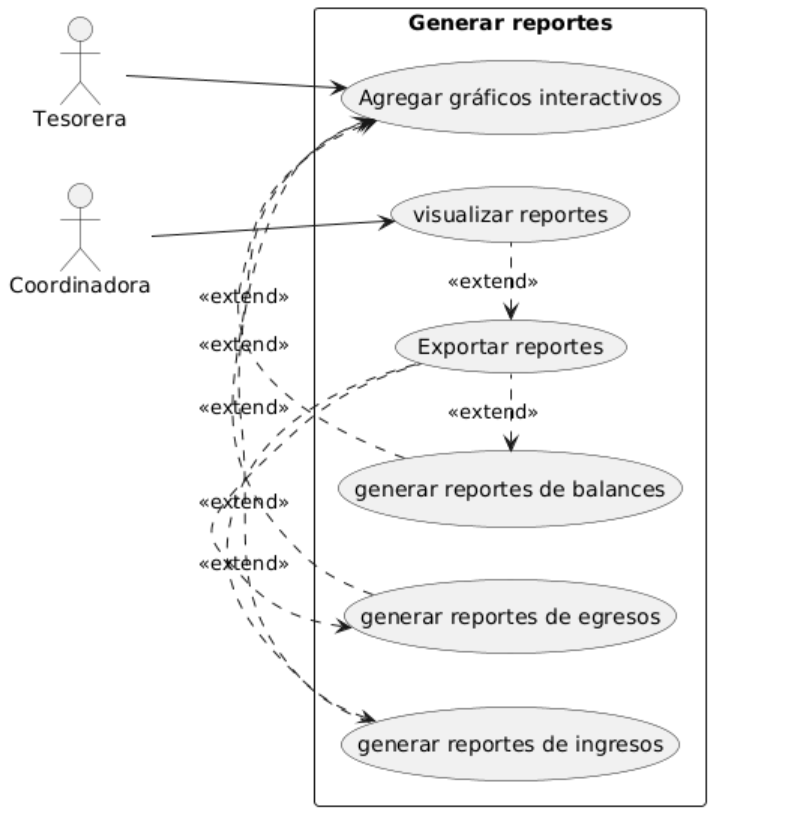 Generar reportes
Tesorera
Agregar gráficos interactivos
Coordinadora
visualizar reportes
«extend»
«extend»
«extend»
Exportar reportes
«extend»
«extend»
generar reportes de balances
«extend»
«extend»
generar reportes de egresos
generar reportes de ingresos